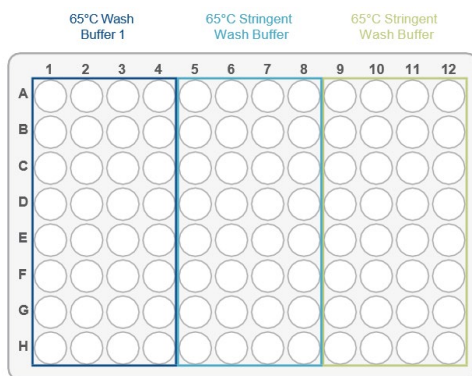 65°C Wash
Buffer 1
65°C Stringent
Wash Buffer
65°C Stringent
Wash Buffer
1 2 3 4 5 6 7 8 9 10 11 12
A
B
C
D
E
F
G
H